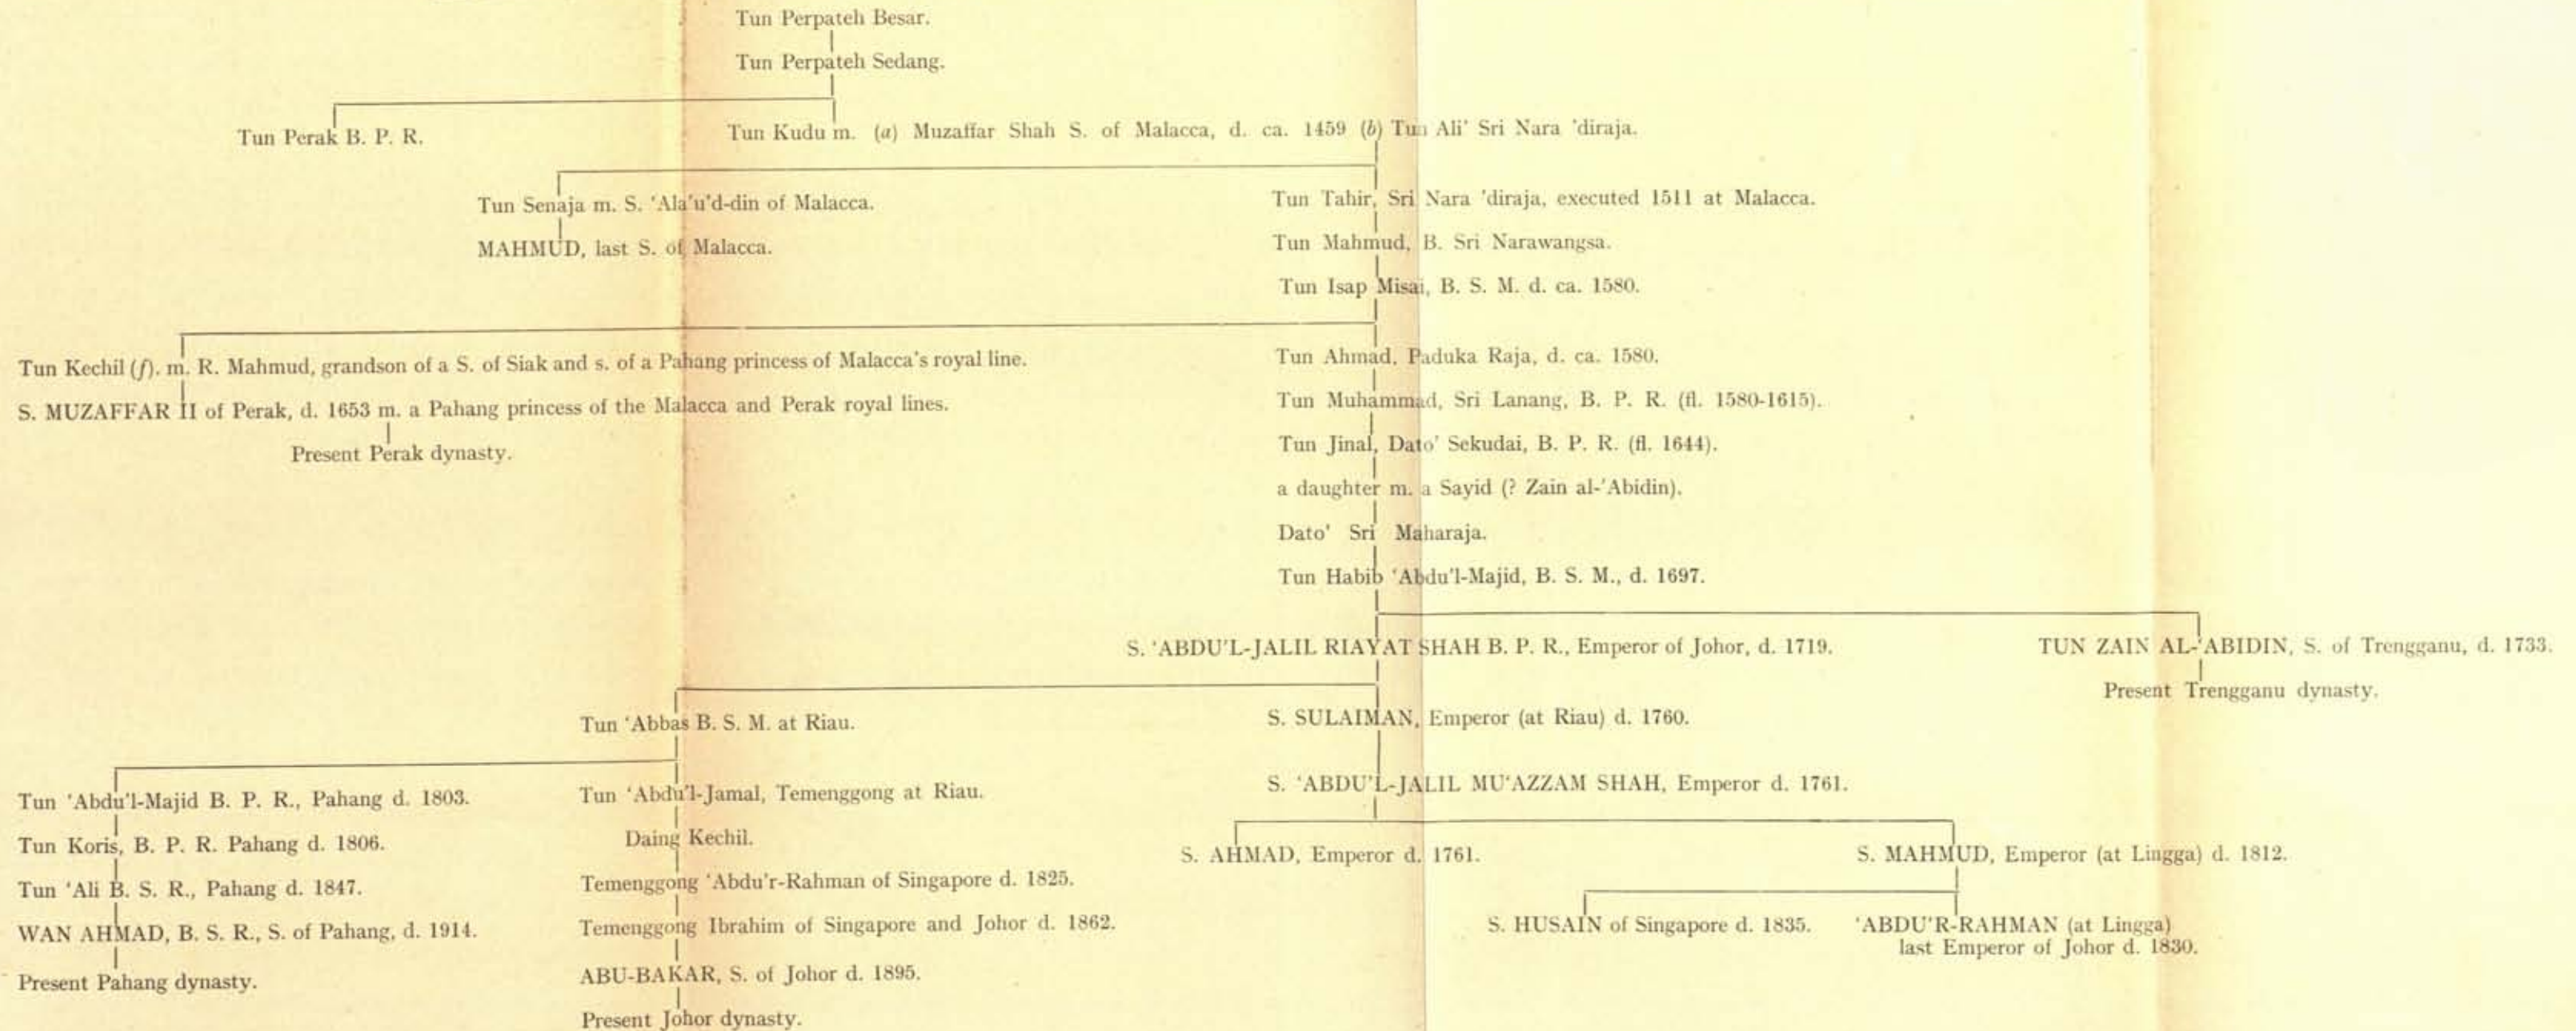 Tun Perpateh Besar.
Tun Perpateh Sedang.
Tun Perak B. P. R.
Tun Kudu m. (a) Muzaffar Shah S. of Malacca, d. ca. 1459 (b) Tun Ali' Sri Nara 'diraja.
Tun Senaja m. S. 'Ala'u'd-din of Malacca.
Tun Tahir, Sri Nara 'diraja, executed 1511 at Malacca.
MAHMUD, last S. of Malacca.
Tun Mahmud, B. Sri Narawangsa.
Tun Isap Misai, B. S. M. d. ca. 1580.
Tun Kechil (f). m. R. Mahmud, grandson of a S. of Siak and s. of a Pahang princess of Malacca's royal line.
Tun Ahmad, Paduka Raja, d. ca. 1580.
S. MUZAFFAR II of Perak, d. 1653 m. a Pahang princess of the Malacca and Perak royal lines.
Tun Muhammad, Sri Lanang, B. P. R. (fl. 1580-1615).
Present Perak dynasty.
Tun Jinal, Dato' Sekudai, B. P. R. (fl. 1644).
a daughter m. a Sayid (? Zain al-'Abidin).
Dato' Sri Maharaja.
Tun Habib 'Abdu'l-Majid, B. S. M., d. 1697.
S. 'ABDU'L-JALIL RIAYAT SHAH B. P. R., Emperor of Johor, d. 1719.
TUN ZAIN AL-'ABIDIN, S. of Trengganu, d. 1733.
Present Trengganu dynasty.
Tun 'Abbas B. S. M. at Riau.
S. SULAIMAN, Emperor (at Riau) d. 1760.
Tun 'Abdu'l-Majid B. P. R., Pahang d. 1803.
Tun 'Abdu'l-Jamal, Temenggong at Riau.
S. 'ABDU'L-JALIL MU'AZZAM SHAH, Emperor d. 1761.
Tun Koris, B. P. R. Pahang d. 1806.
Daing Kechil.
S. AHMAD, Emperor d. 1761.
S. MAHMUD, Emperor (at Lingga) d. 1812.
Tun 'Ali B. S. R., Pahang d. 1847.
Temenggong 'Abdu'r-Rahman of Singapore d. 1825.
WAN AHMAD, B. S. R., S. of Pahang, d. 1914.
Temenggong Ibrahim of Singapore and Johor d. 1862.
S. HUSAIN of Singapore d. 1835.
'ABDU'R-RAHMAN (at Lingga)
last Emperor of Johor d. 1830.
Present Pahang dynasty.
ABU-BAKAR, S. of Johor d. 1895.
Present Johor dynasty.